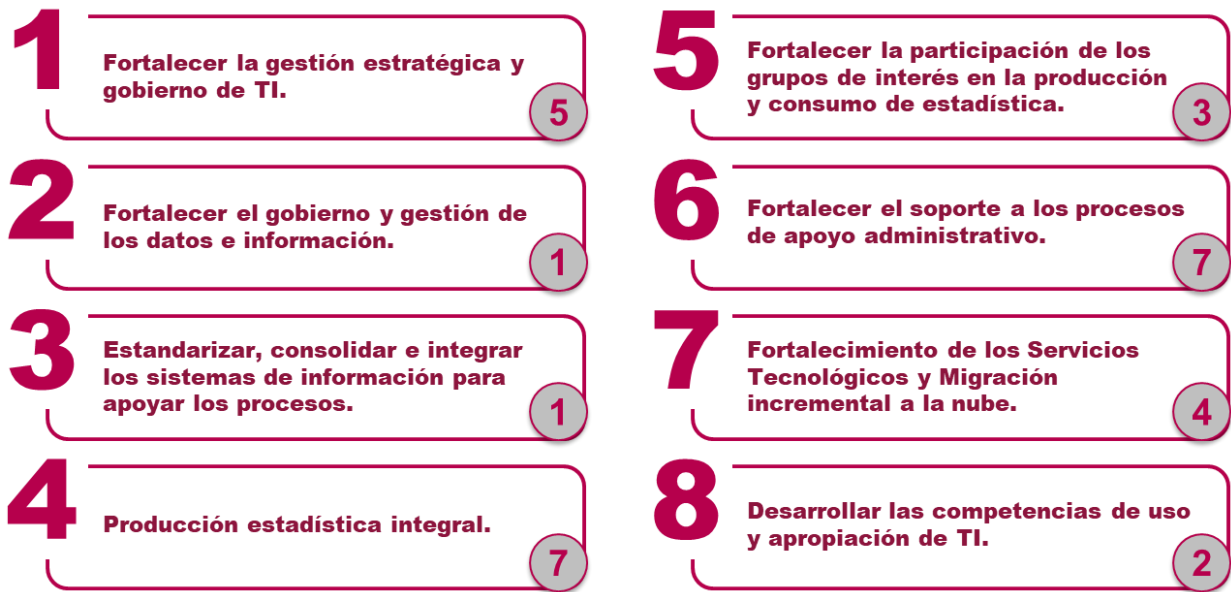 1
Fortalecer la gestión estratégica y
gobierno de TI.
5
2
Fortalecer el gobierno y gestión de
los datos e información.
1
3
Estandarizar, consolidar e integrar
los sistemas de información para
apoyar los procesos.
1
4
Producción estadística integral.
7
5
Fortalecer la participación de los
grupos de interés en la producción
y consumo de estadística.
3
6
Fortalecer el soporte a los procesos
de apoyo administrativo.
7
7
Fortalecimiento de los Servicios
Tecnológicos y Migración
incremental a la nube.
4
8
Desarrollar las competencias de uso
y apropiación de TI.
2